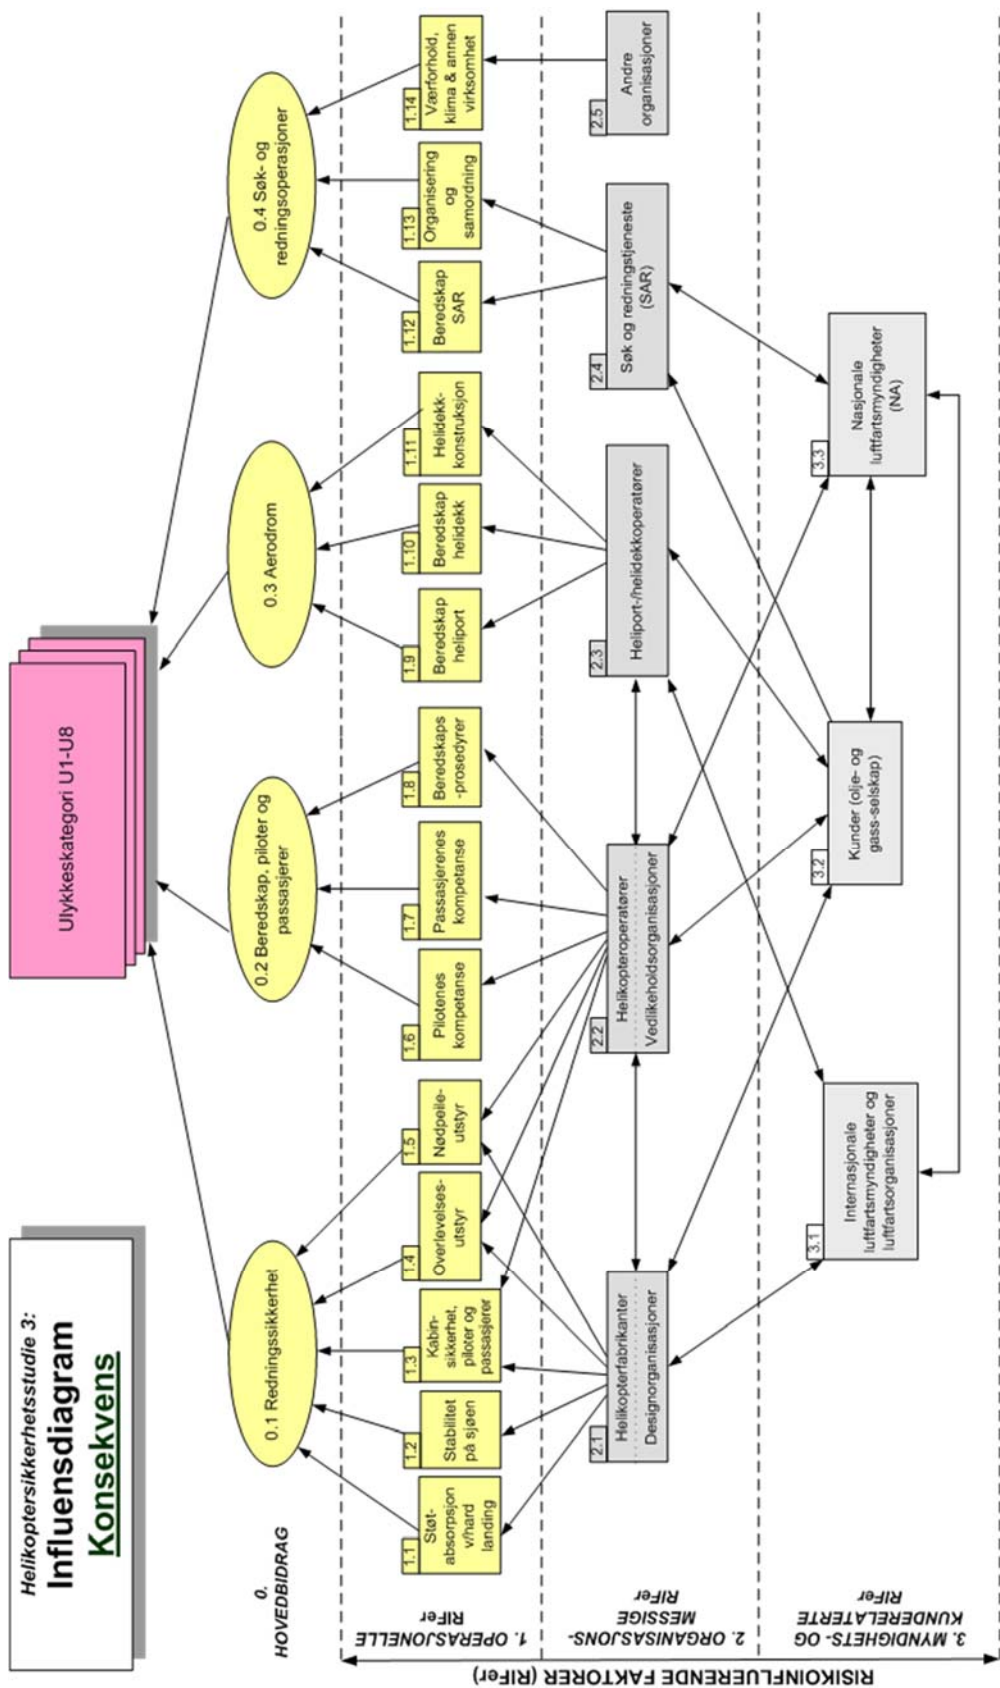 Helikoptersikkerhetsstudie 3:
Influensdiagram
Konsekvens
Ulykkeskategori U1-U8
0.
HOVEDBIDRAG
0.1 Redningssikkerhet
0.2 Beredskap, piloter og
passasjerer
0.3 Aerodrom
0.4 Søk- og
redningsoperasjoner
RISIKOINFLUERENDE FAKTORER (RIFer)
1. OPERASJONELLE
RIFer
1.1
Støt-
absorpsjon
v/hard
landing
1.2
Stabilitet
på sjøen
1.3
Kabin-
sikkerhet,
piloter og
passasjerer
1.4
Overlevelses-
utstyr
1.5
Nødpeile-
utstyr
1.6
Pilotenes
kompetanse
1.7
Passasjerenes
kompetanse
1.8
Beredskaps
-prosedyrer
1.9
Beredskap
heliport
1.10
Beredskap
helidekk
1.11
Helidekk-
konstruksjon
1.12
Beredskap
SAR
1.13
Organisering
og
samordning
1.14
Værforhold,
klima & annen
virksomhet
2. ORGANISASJONS-
MESSIGE
RIFer
2.1
Helikopterfabrikanter
Designorganisasjoner
2.2
Helikopteroperatører
Vedlikeholdsorganisasjoner
2.3
Heliport-/helidekkoperatører
2.4
Søk og redningstjeneste
(SAR)
2.5
Andre
organisasjoner
3. MYNDIGHETS- OG
KUNDERELATERTE
RIFer
3.1
Internasjonale
luftfartsmyndigheter og
luftfartsorganisasjoner
3.2
Kunder (olje- og
gass-selskap)
3.3
Nasjonale
luftfartsmyndigheter
(NA)